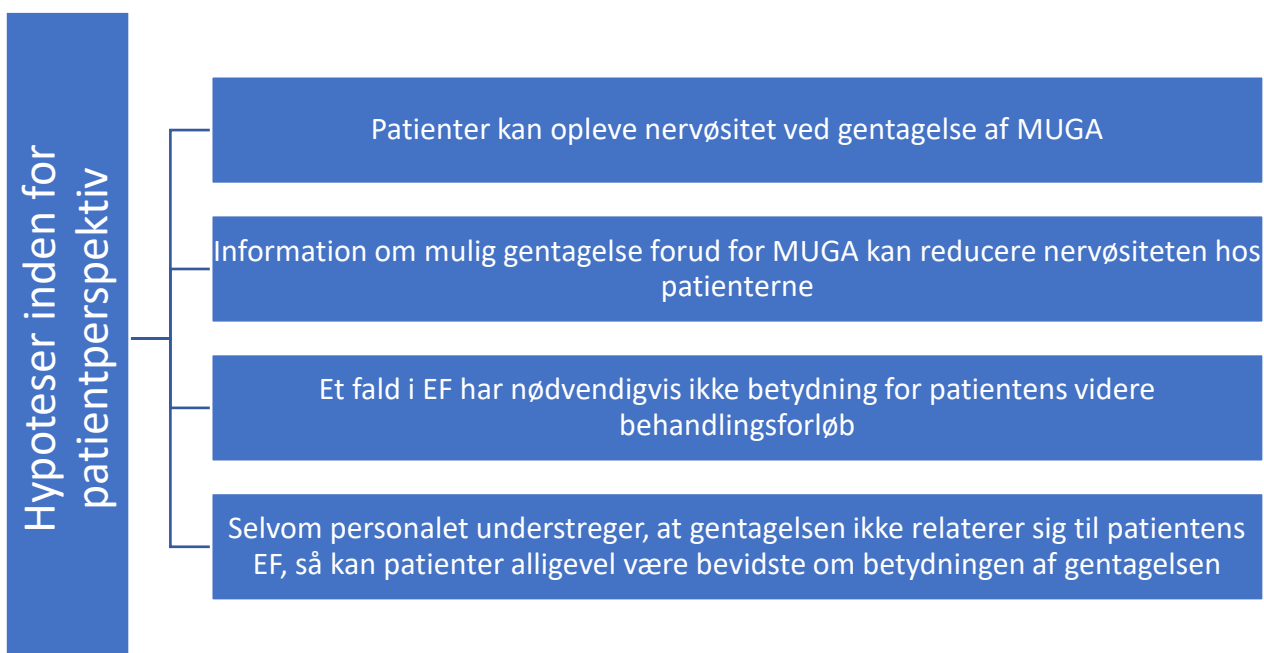 Hypoteser inden for
patientperspektiv
Patienter kan opleve nervøsitet ved gentagelse af MUGA
Information om mulig gentagelse forud for MUGA kan reducere nervøsiteten hos
patienterne
Et fald i EF har nødvendigvis ikke betydning for patientens videre
behandlingsforløb
Selvom personalet understreger, at gentagelsen ikke relaterer sig til patientens
EF, så kan patienter alligevel være bevidste om betydningen af gentagelsen